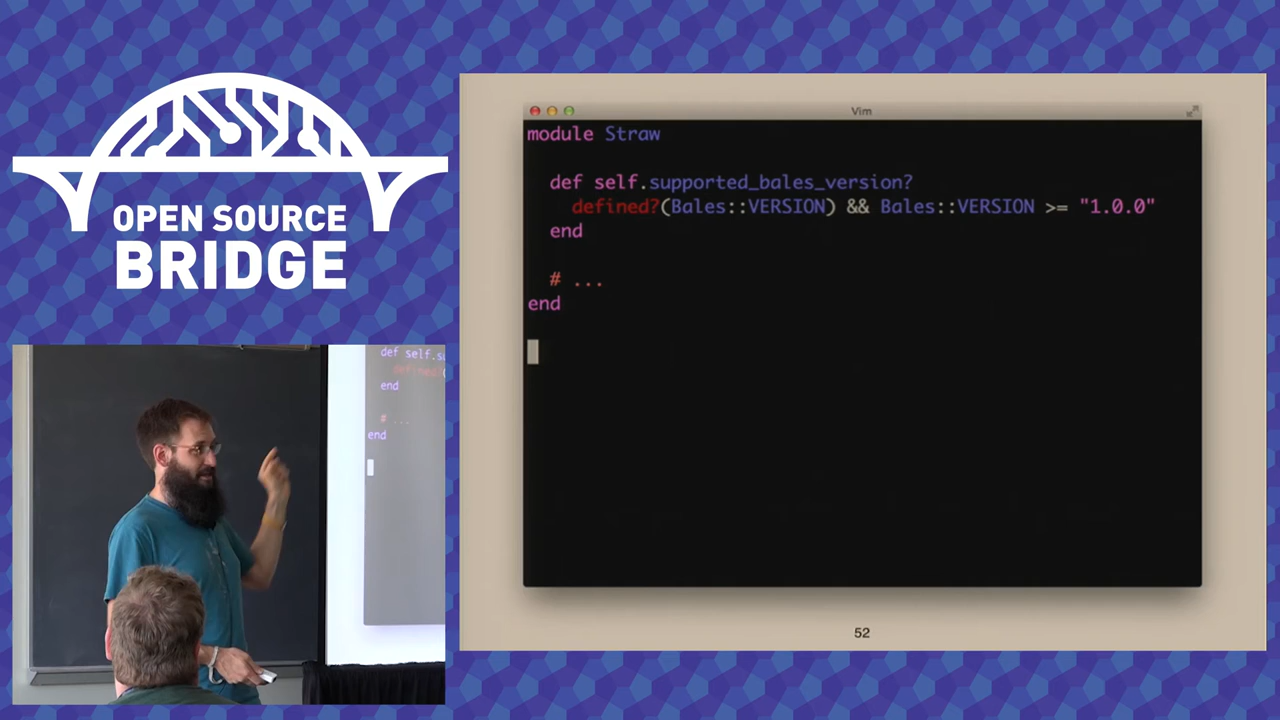 OPEN SOURCE
BRIDGE
Vim
module Straw
def self.supported_bales_version?
defined?(Bales::VERSION) && Bales::VERSION >= "1.0.0"
end
# ...
end
52
def self.su
defined?(
end
# ...
end